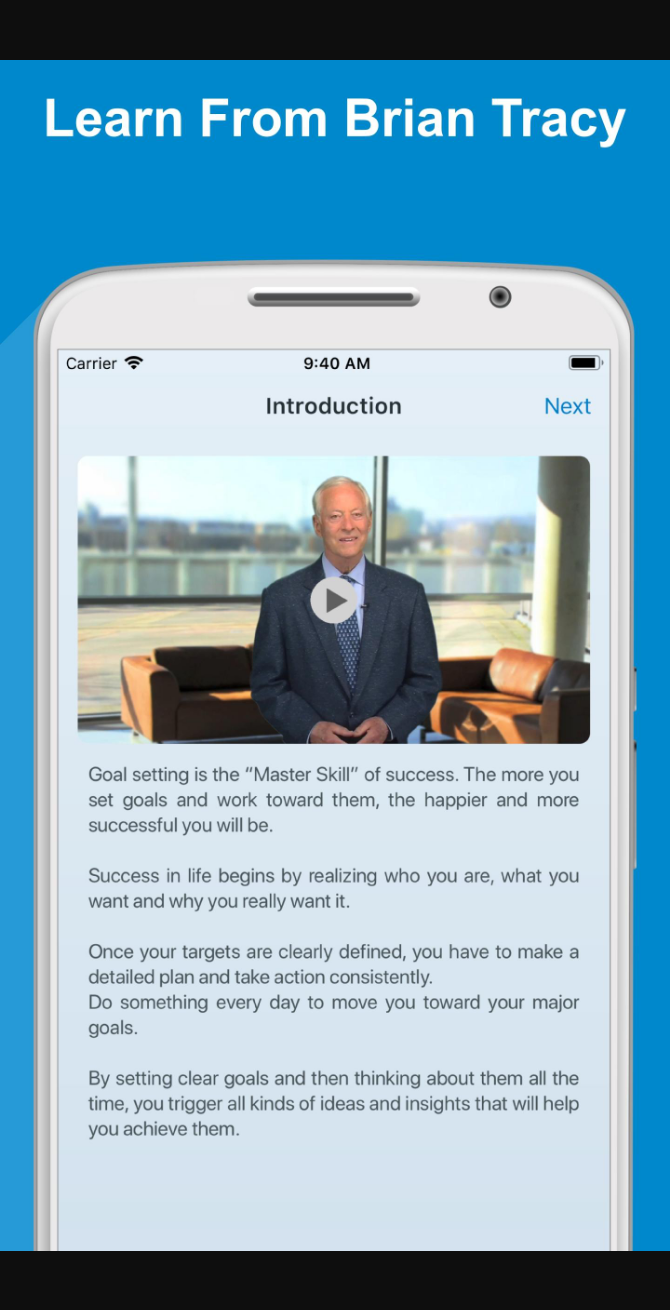 Learn From Brian Tracy
Carrier
9:40 AM
Introduction
Next
Goal setting is the “Master Skill” of success. The more you
set goals and work toward them, the happier and more
successful you will be.
Success in life begins by realizing who you are, what you
want and why you really want it.
Once your targets are clearly defined, you have to make a
detailed plan and take action consistently.
Do something every day to move you toward your major
goals.
By setting clear goals and then thinking about them all the
time, you trigger all kinds of ideas and insights that will help
you achieve them.